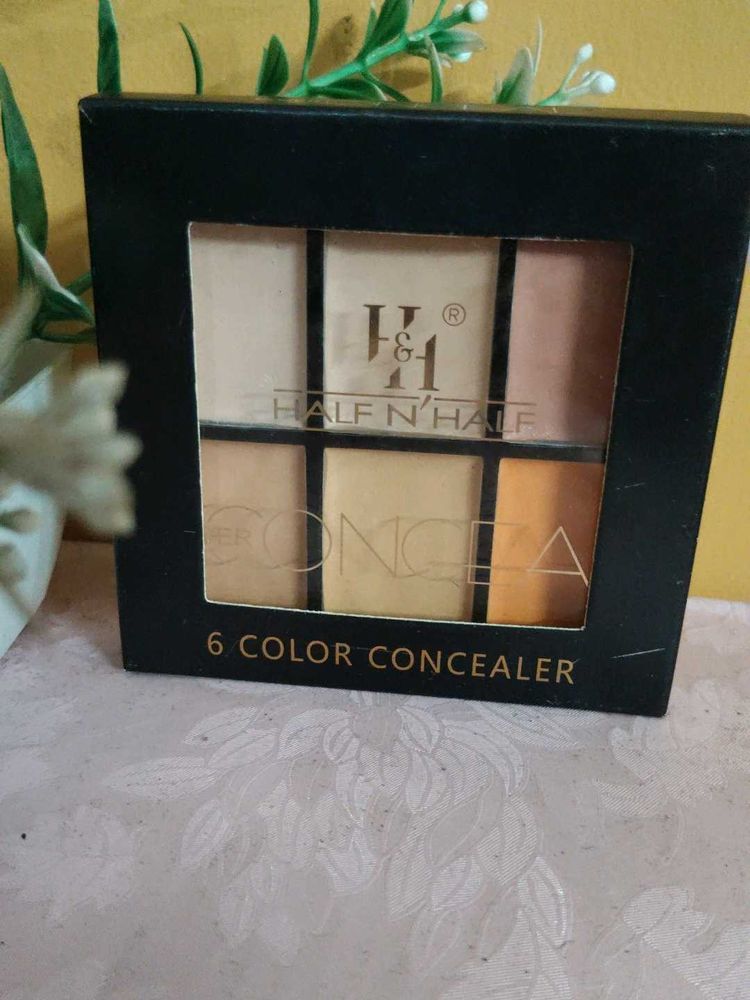 H&H ®
HALF N' HALF
CONCEA
6 COLOR CONCEALER